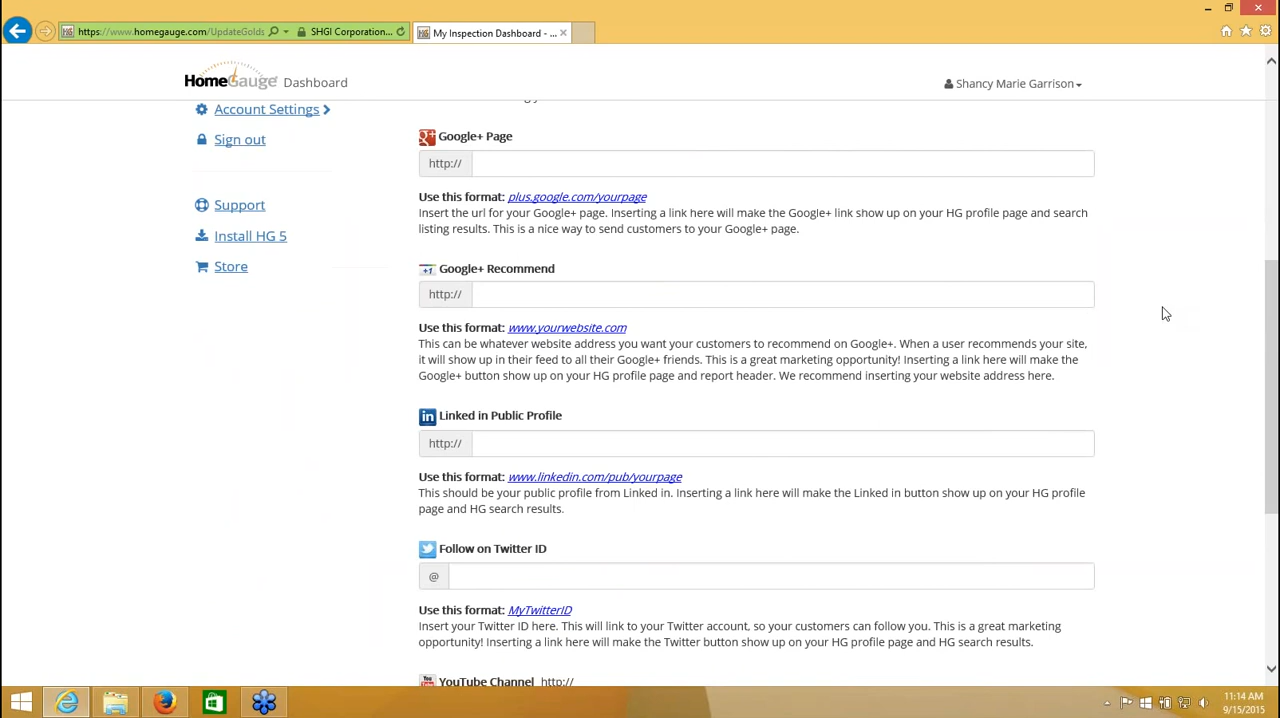 https://www.homegauge.com/UpdateGolds
SHGI Corporation...
HG
My Inspection Dashboard - ...
HomeGauge Dashboard
Shancy Marie Garrison
Account Settings
Sign out
Support
Install HG 5
Store
Google+ Page
http://
Use this format: plus.google.com/yourpage
Insert the url for your Google+ page. Inserting a link here will make the Google+ link show up on your HG profile page and search
listing results. This is a nice way to send customers to your Google+ page.
+1 Google+ Recommend
http://
Use this format: www.yourwebsite.com
This can be whatever website address you want your customers to recommend on Google+. When a user recommends your site,
it will show up in their feed to all their Google+ friends. This is a great marketing opportunity! Inserting a link here will make the
Google+ button show up on your HG profile page and report header. We recommend inserting your website address here.
in Linked in Public Profile
http://
Use this format: www.linkedin.com/pub/yourpage
This should be your public profile from Linked in. Inserting a link here will make the Linked in button show up on your HG profile
page and HG search results.
Follow on Twitter ID
@
Use this format: MyTwitterID
Insert your Twitter ID here. This will link to your Twitter account, so your customers can follow you. This is a great marketing
opportunity! Inserting a link here will make the Twitter button show up on your HG profile page and HG search results.
You YouTube Channel http://
11:14 AM
9/15/2015